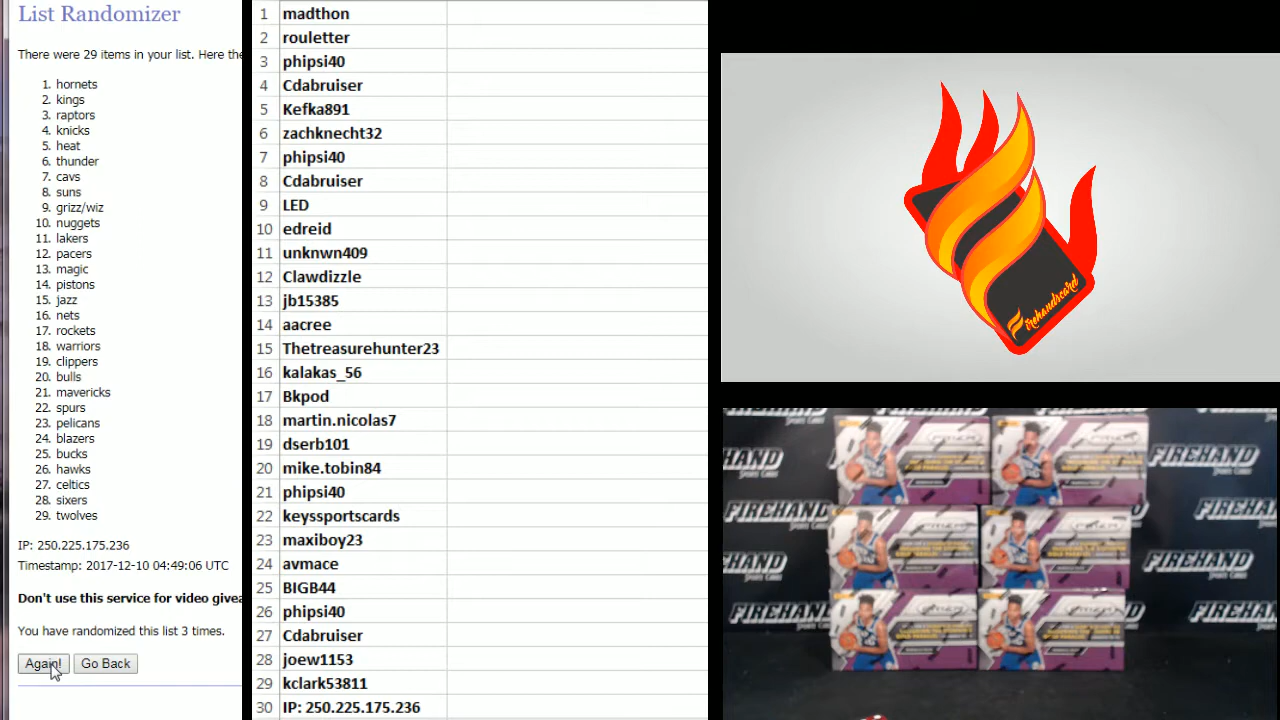 List Randomizer
There were 29 items in your list. Here the
1. hornets
2. kings
3. raptors
4. knicks
5. heat
6. thunder
7. cavs
8. suns
9. grizz/wiz
10. nuggets
11. lakers
12. pacers
13. magic
14. pistons
15. jazz
16. nets
17. rockets
18. warriors
19. clippers
20. bulls
21. mavericks
22. spurs
23. pelicans
24. blazers
25. bucks
26. hawks
27. celtics
28. sixers
29. twolves
IP: 250.225.175.236
Timestamp: 2017-12-10 04:49:06 UTC
Don't use this service for video givea
You have randomized this list 3 times.
Again! Go Back
1 madthon
2 rouletter
3 phipsi40
4 Cdabruiser
5 Kefka891
6 zachknecht32
7 phipsi40
8 Cdabruiser
9 LED
10 edreid
11 unknwn409
12 Clawdizzle
13 jb15385
14 aacree
15 Thetreasurehunter23
16 kalakas_56
17 Bkpod
18 martin.nicolas7
19 dserb101
20 mike.tobin84
21 phipsi40
22 keyssportscards
23 maxiboy23
24 avmace
25 BIGB44
26 phipsi40
27 Cdabruiser
28 joew1153
29 kclark53811
30 IP: 250.225.175.236
Firehandscard
HAND
FIREHAND
FIREHAND
FIREHAND
FIREHAND
FIREHAND